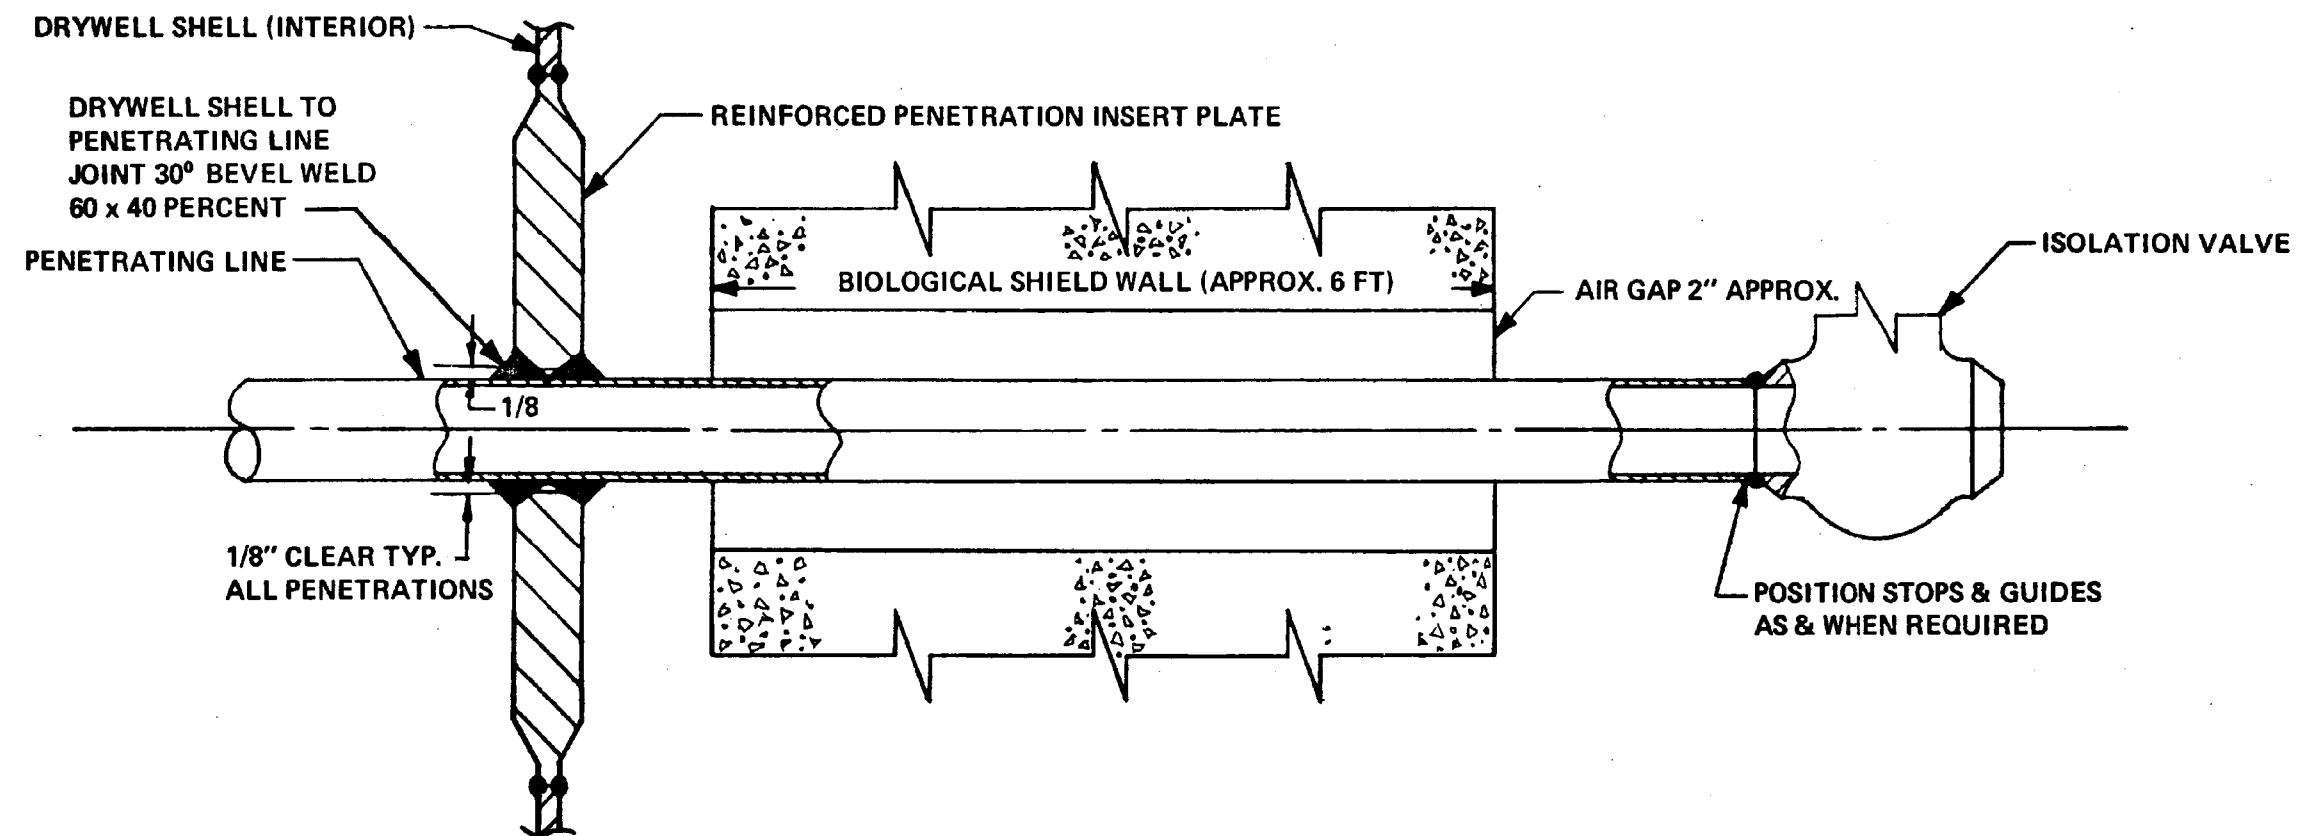 DRYWELL SHELL (INTERIOR)
DRYWELL SHELL TO
PENETRATING LINE
JOINT 30° BEVEL WELD
60 x 40 PERCENT
REINFORCED PENETRATION INSERT PLATE
PENETRATING LINE
BIOLOGICAL SHIELD WALL (APPROX. 6 FT)
ISOLATION VALVE
AIR GAP 2" APPROX.
1/8
1/8" CLEAR TYP.
ALL PENETRATIONS
POSITION STOPS & GUIDES
AS & WHEN REQUIRED